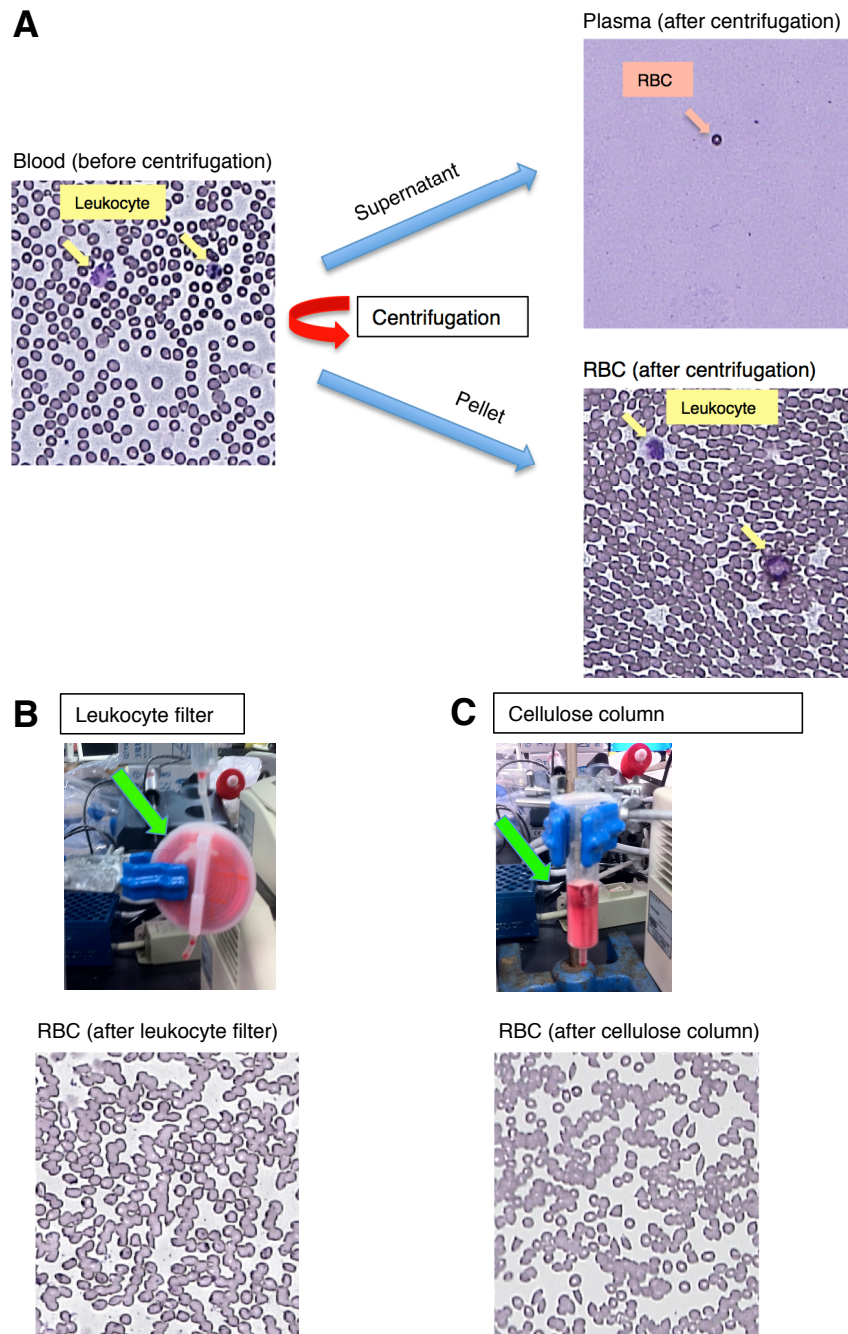 A
Plasma (after centrifugation)
RBC
Blood (before centrifugation)
Leukocyte
Supernatant
Centrifugation
RBC (after centrifugation)
Pellet
Leukocyte
B
Leukocyte filter
C
Cellulose column
RBC (after leukocyte filter)
RBC (after cellulose column)